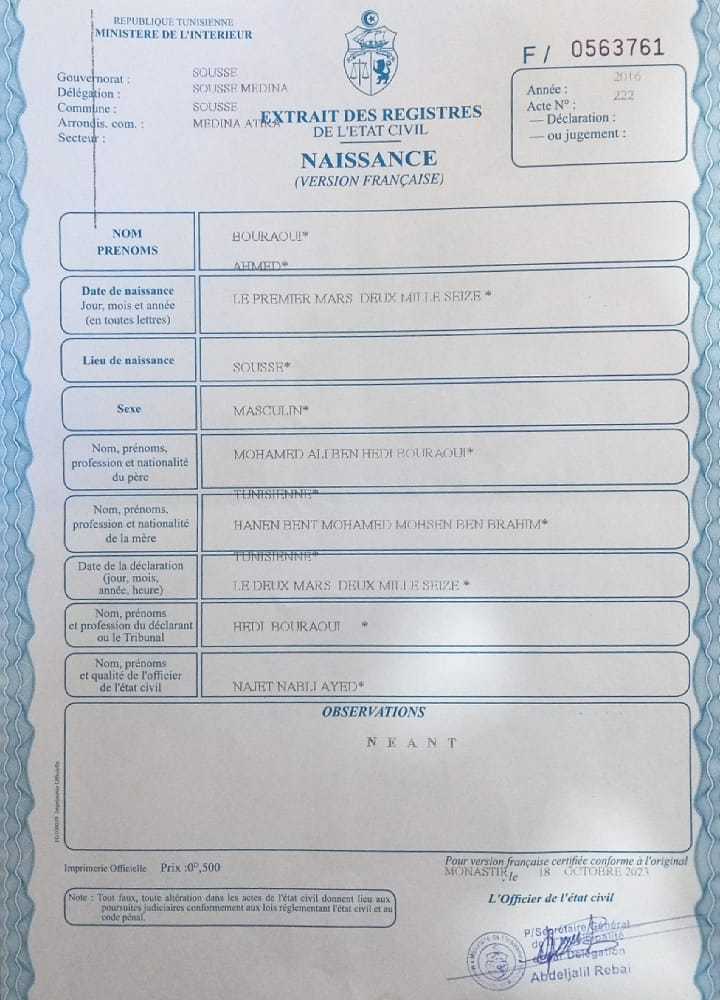 REPUBLIQUE TUNISIENNE
MINISTERE DE L'INTERIEUR
F/ 0563761
Gouvernorat : SOUSSE
Délégation : SOUSSE MEDINA
Commune : SOUSSE
Arrondis. com. : MEDINA ATIKA
Secteur :
Année : 2016
Acte N° : 222
— Déclaration :
— ou jugement :
EXTRAIT DES REGISTRES
DE L'ETAT CIVIL
NAISSANCE
(VERSION FRANÇAISE)
NOM BOURAOUI*
PRENOMS AHMED*
Date de naissance
Jour, mois et année
(en toutes lettres)
LE PREMIER MARS DEUX MILLE SEIZE *
Lieu de naissance SOUSSE*
Sexe MASCULIN*
Nom, prénoms,
profession et nationalité
du père
MOHAMED ALI BEN HEDI BOURAOUI*
TUNISIENNE*
Nom, prénoms,
profession et nationalité
de la mère
HANEN BENT MOHAMED MOHSEN BEN BRAHIM*
TUNISIENNE*
Date de la déclaration
(jour, mois,
année, heure)
LE DEUX MARS DEUX MILLE SEIZE *
Nom, prénoms
et profession du déclarant
ou le Tribunal
HEDI BOURAOUI *
Nom, prénoms
et qualité de l'officier
de l'état civil
NAJET NABLI AYED*
OBSERVATIONS
N E A N T
Imprimerie Officielle Prix :0ᴰ,500
Pour version française certifiée conforme à l'original
MONASTIR, le 18 OCTOBRE 2023
L'Officier de l'état civil
Note : Tout faux, toute altération dans les actes de l'état civil donnent lieu aux
poursuites judiciaires conformement aux lois réglementant l'état civil et au
code pénal.
P/Secrétaire Général
Délégation
Abdeljalil Rebai